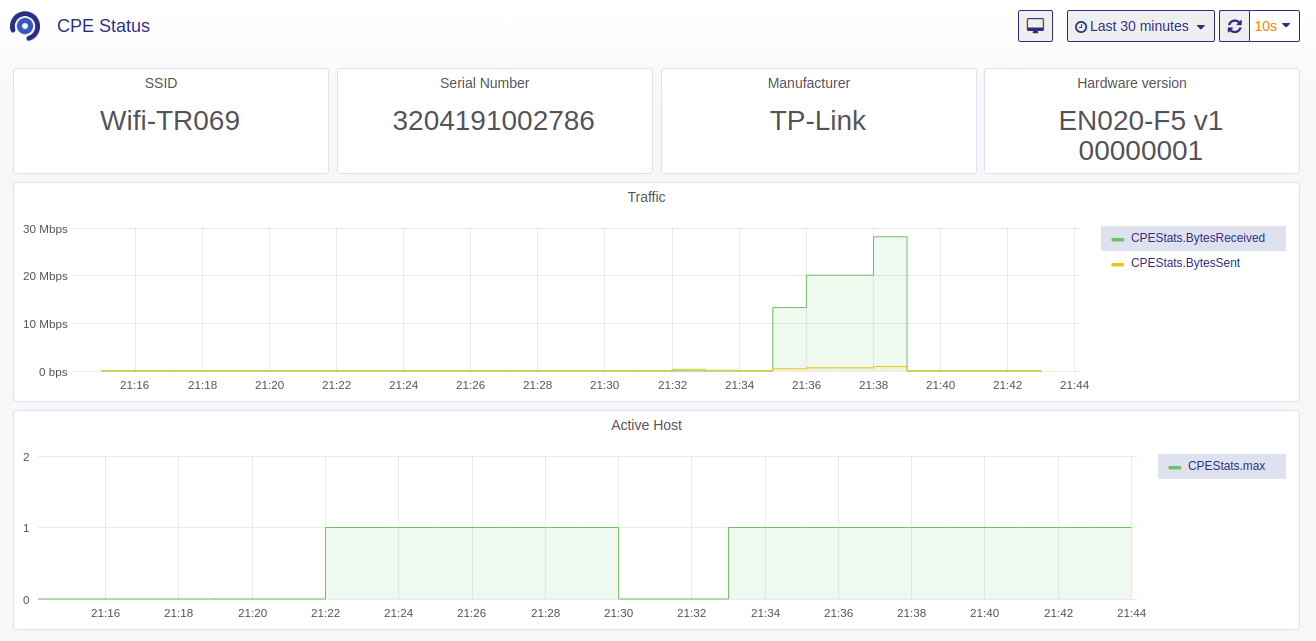 CPE Status
Last 30 minutes
10s
SSID
Wifi-TR069
Serial Number
3204191002786
Manufacturer
TP-Link
Hardware version
EN020-F5 v1
00000001
Traffic
30 Mbps
20 Mbps
10 Mbps
0 bps
21:16 21:18 21:20 21:22 21:24 21:26 21:28 21:30 21:32 21:34 21:36 21:38 21:40 21:42 21:44
CPEStats.BytesReceived
CPEStats.BytesSent
Active Host
2
1
0
21:16 21:18 21:20 21:22 21:24 21:26 21:28 21:30 21:32 21:34 21:36 21:38 21:40 21:42 21:44
CPEStats.max